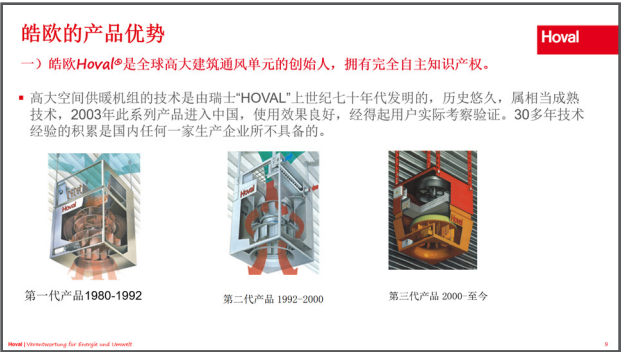 皓欧的产品优势
Hoval
一）皓欧Hoval®是全球高大建筑通风单元的创始人，拥有完全自主知识产权。
▪ 高大空间供暖机组的技术是由瑞士“HOVAL”上世纪七十年代发明的，历史悠久，属相当成熟
技术，2003年此系列产品进入中国，使用效果良好，经得起用户实际考察验证。30多年技术
经验的积累是国内任何一家生产企业所不具备的。
Hoval
Hoval
Hoval
第一代产品1980-1992
第二代产品 1992-2000
第三代产品 2000-至今
Hoval | Verantwortung für Energie und Umwelt
9